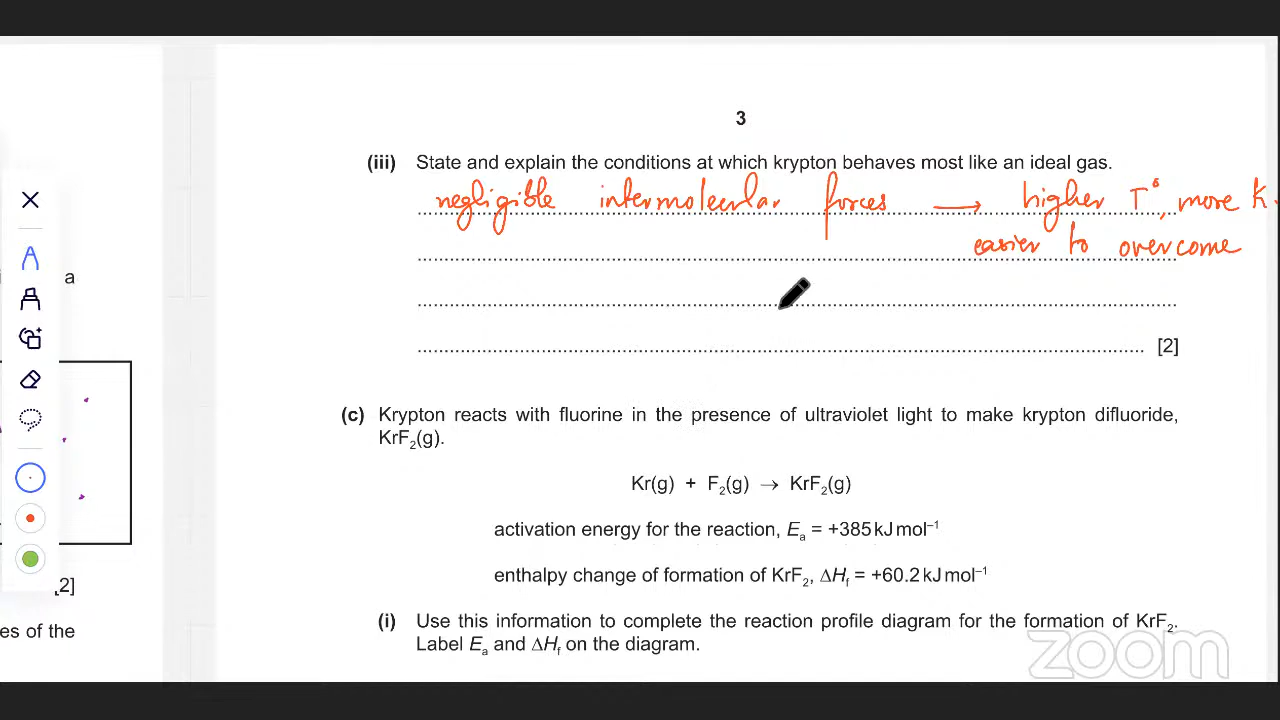 3
(iii) State and explain the conditions at which krypton behaves most like an ideal gas.
negligible intermolecular forces → higher T°, more K.
easier to overcome
[2]
a
(c) Krypton reacts with fluorine in the presence of ultraviolet light to make krypton difluoride,
KrF₂(g).
Kr(g) + F₂(g) → KrF₂(g)
activation energy for the reaction, Eₐ = +385 kJ mol⁻¹
enthalpy change of formation of KrF₂, ΔH_f = +60.2 kJ mol⁻¹
2]
es of the
(i) Use this information to complete the reaction profile diagram for the formation of KrF₂.
Label Eₐ and ΔH_f on the diagram.
zoom